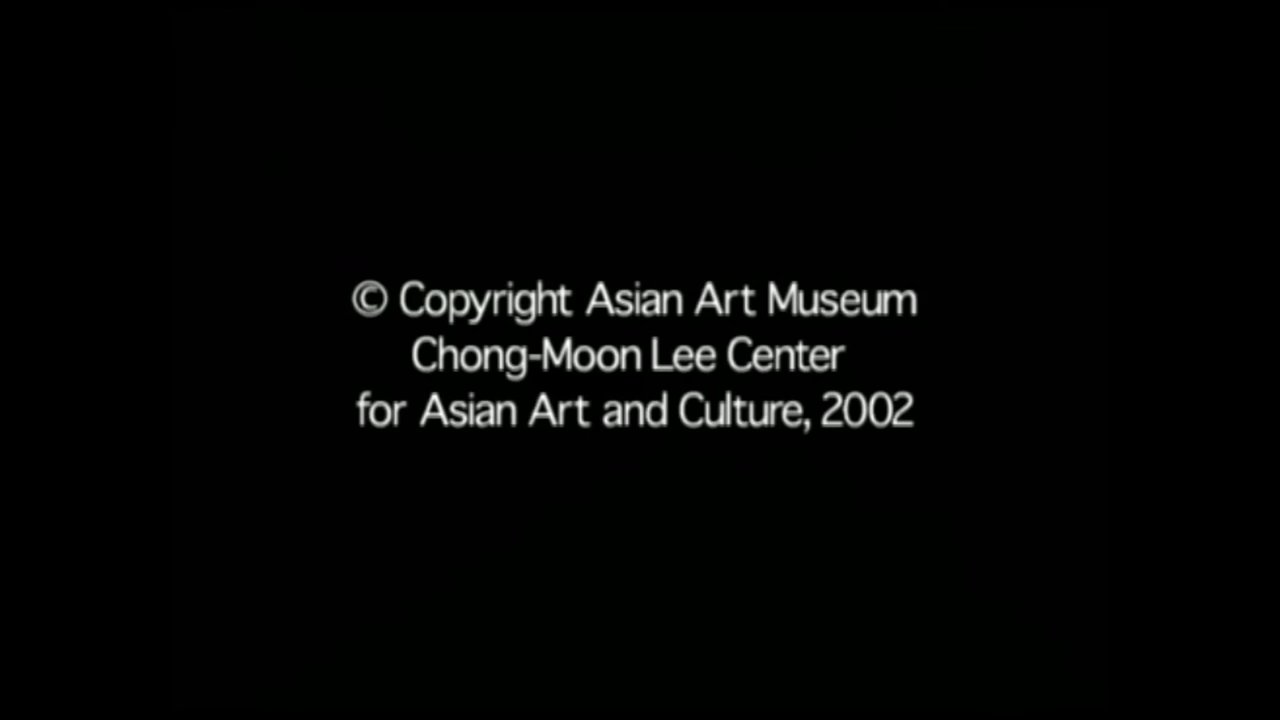 © Copyright Asian Art Museum
Chong-Moon Lee Center
for Asian Art and Culture, 2002